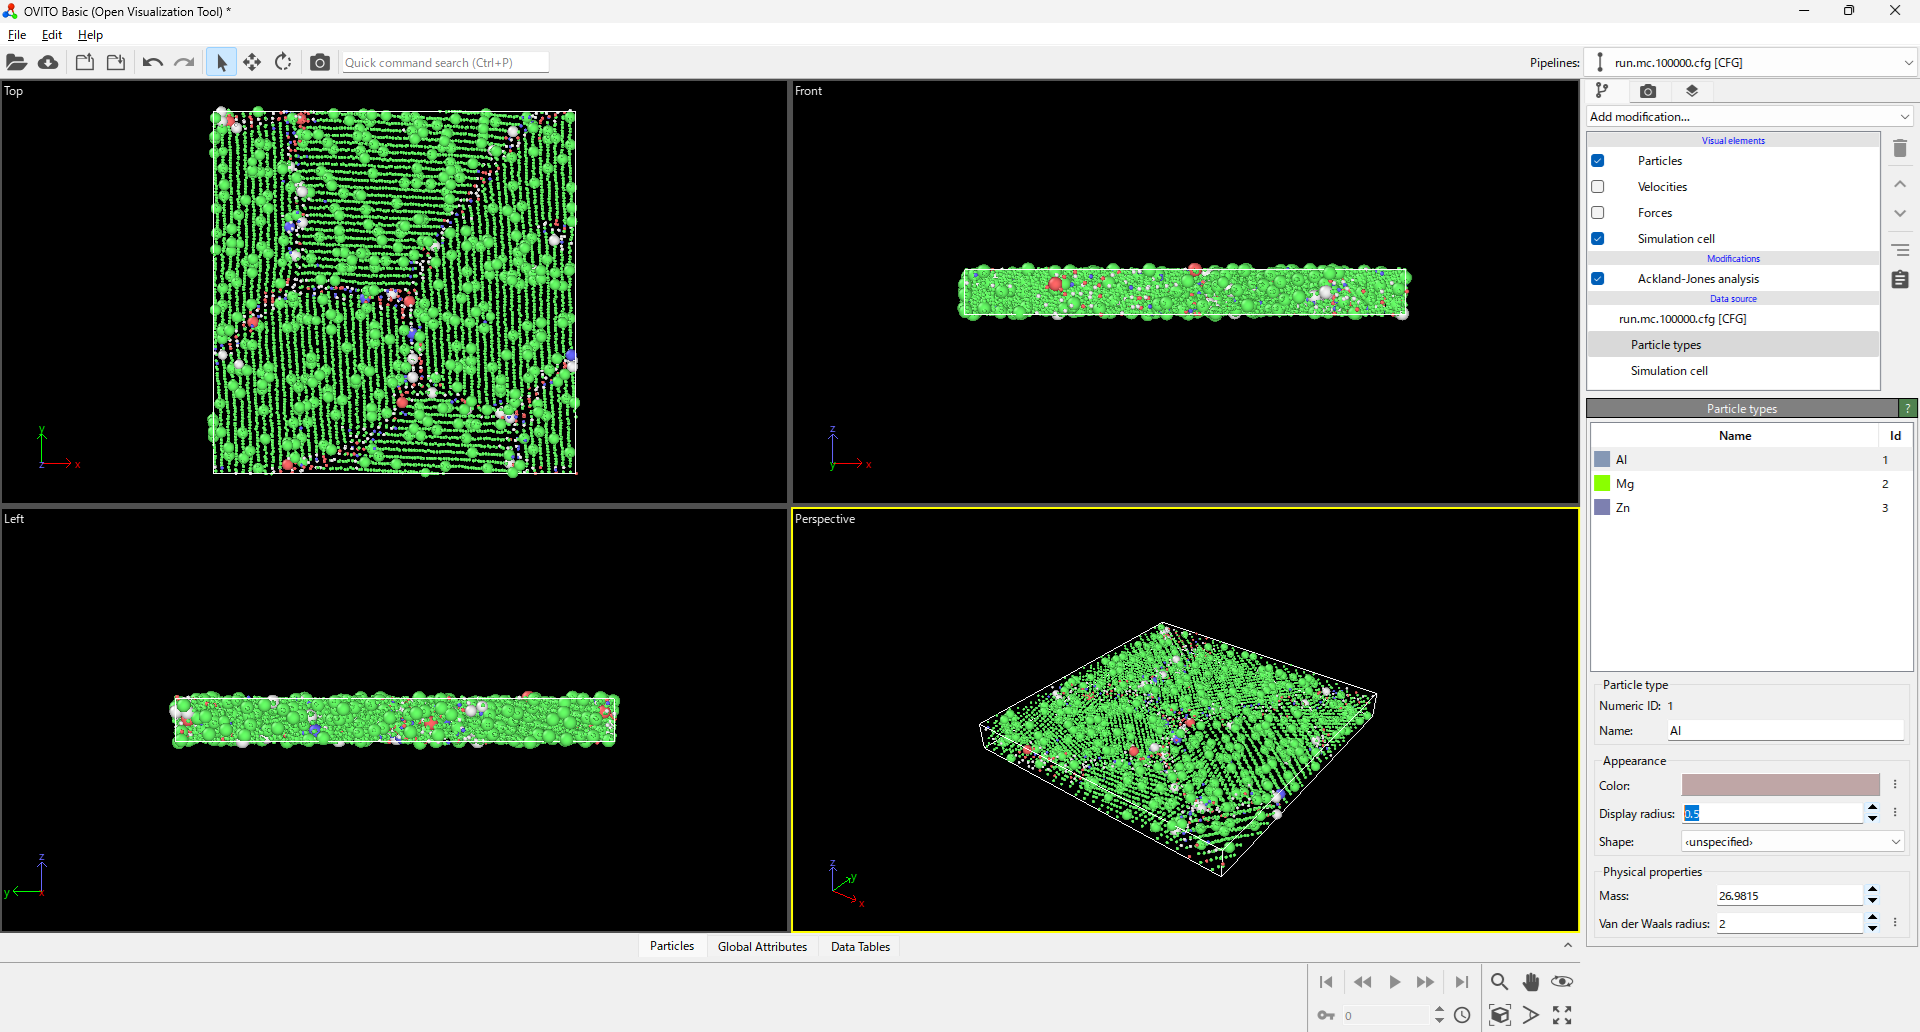 OVITO Basic (Open Visualization Tool) *
File Edit Help
Quick command search (Ctrl+P)
Pipelines: run.mc.100000.cfg [CFG]
Top
Front
Add modification...
Visual elements
Particles
Velocities
Forces
Simulation cell
Modifications
Ackland-Jones analysis
Data source
run.mc.100000.cfg [CFG]
Particle types
Simulation cell
Particle types ?
Name Id
Al 1
Mg 2
Zn 3
y
z x
z
y x
Left
Perspective
z
y x
z
y
x
Particle type
Numeric ID: 1
Name: Al
Appearance
Color:
Display radius: 0.5
Shape: ‹unspecified›
Physical properties
Mass: 26.9815
Van der Waals radius: 2
Particles Global Attributes Data Tables
0